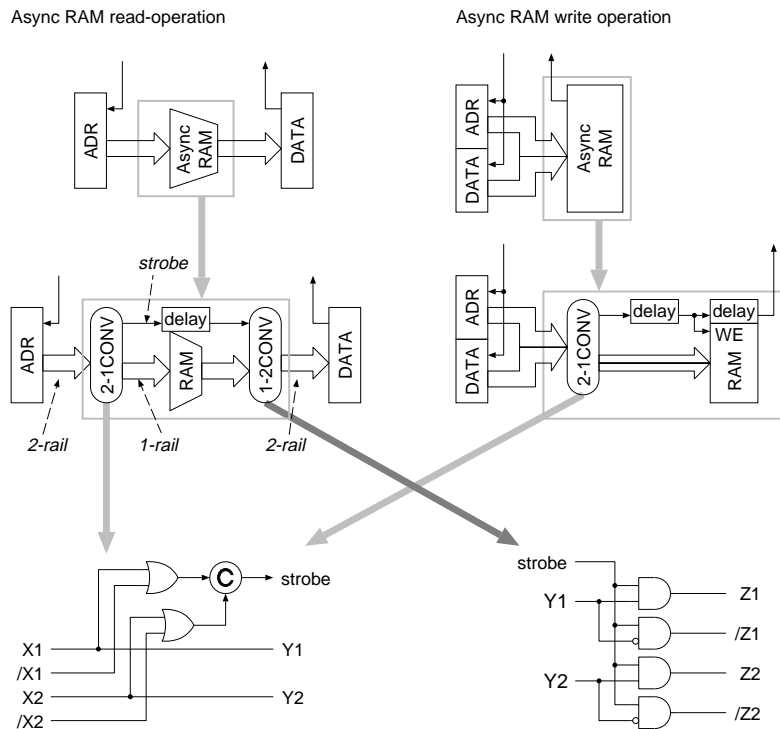 Async RAM read-operation
Async RAM write operation
ADR
Async
RAM
DATA
ADR
DATA
Async
RAM
strobe
ADR
2-1CONV
delay
RAM
1-2CONV
DATA
2-rail
1-rail
2-rail
ADR
DATA
2-1CONV
delay
delay
WE
RAM
C
strobe
X1
Y1
/X1
X2
Y2
/X2
strobe
Y1
Z1
/Z1
Y2
Z2
/Z2